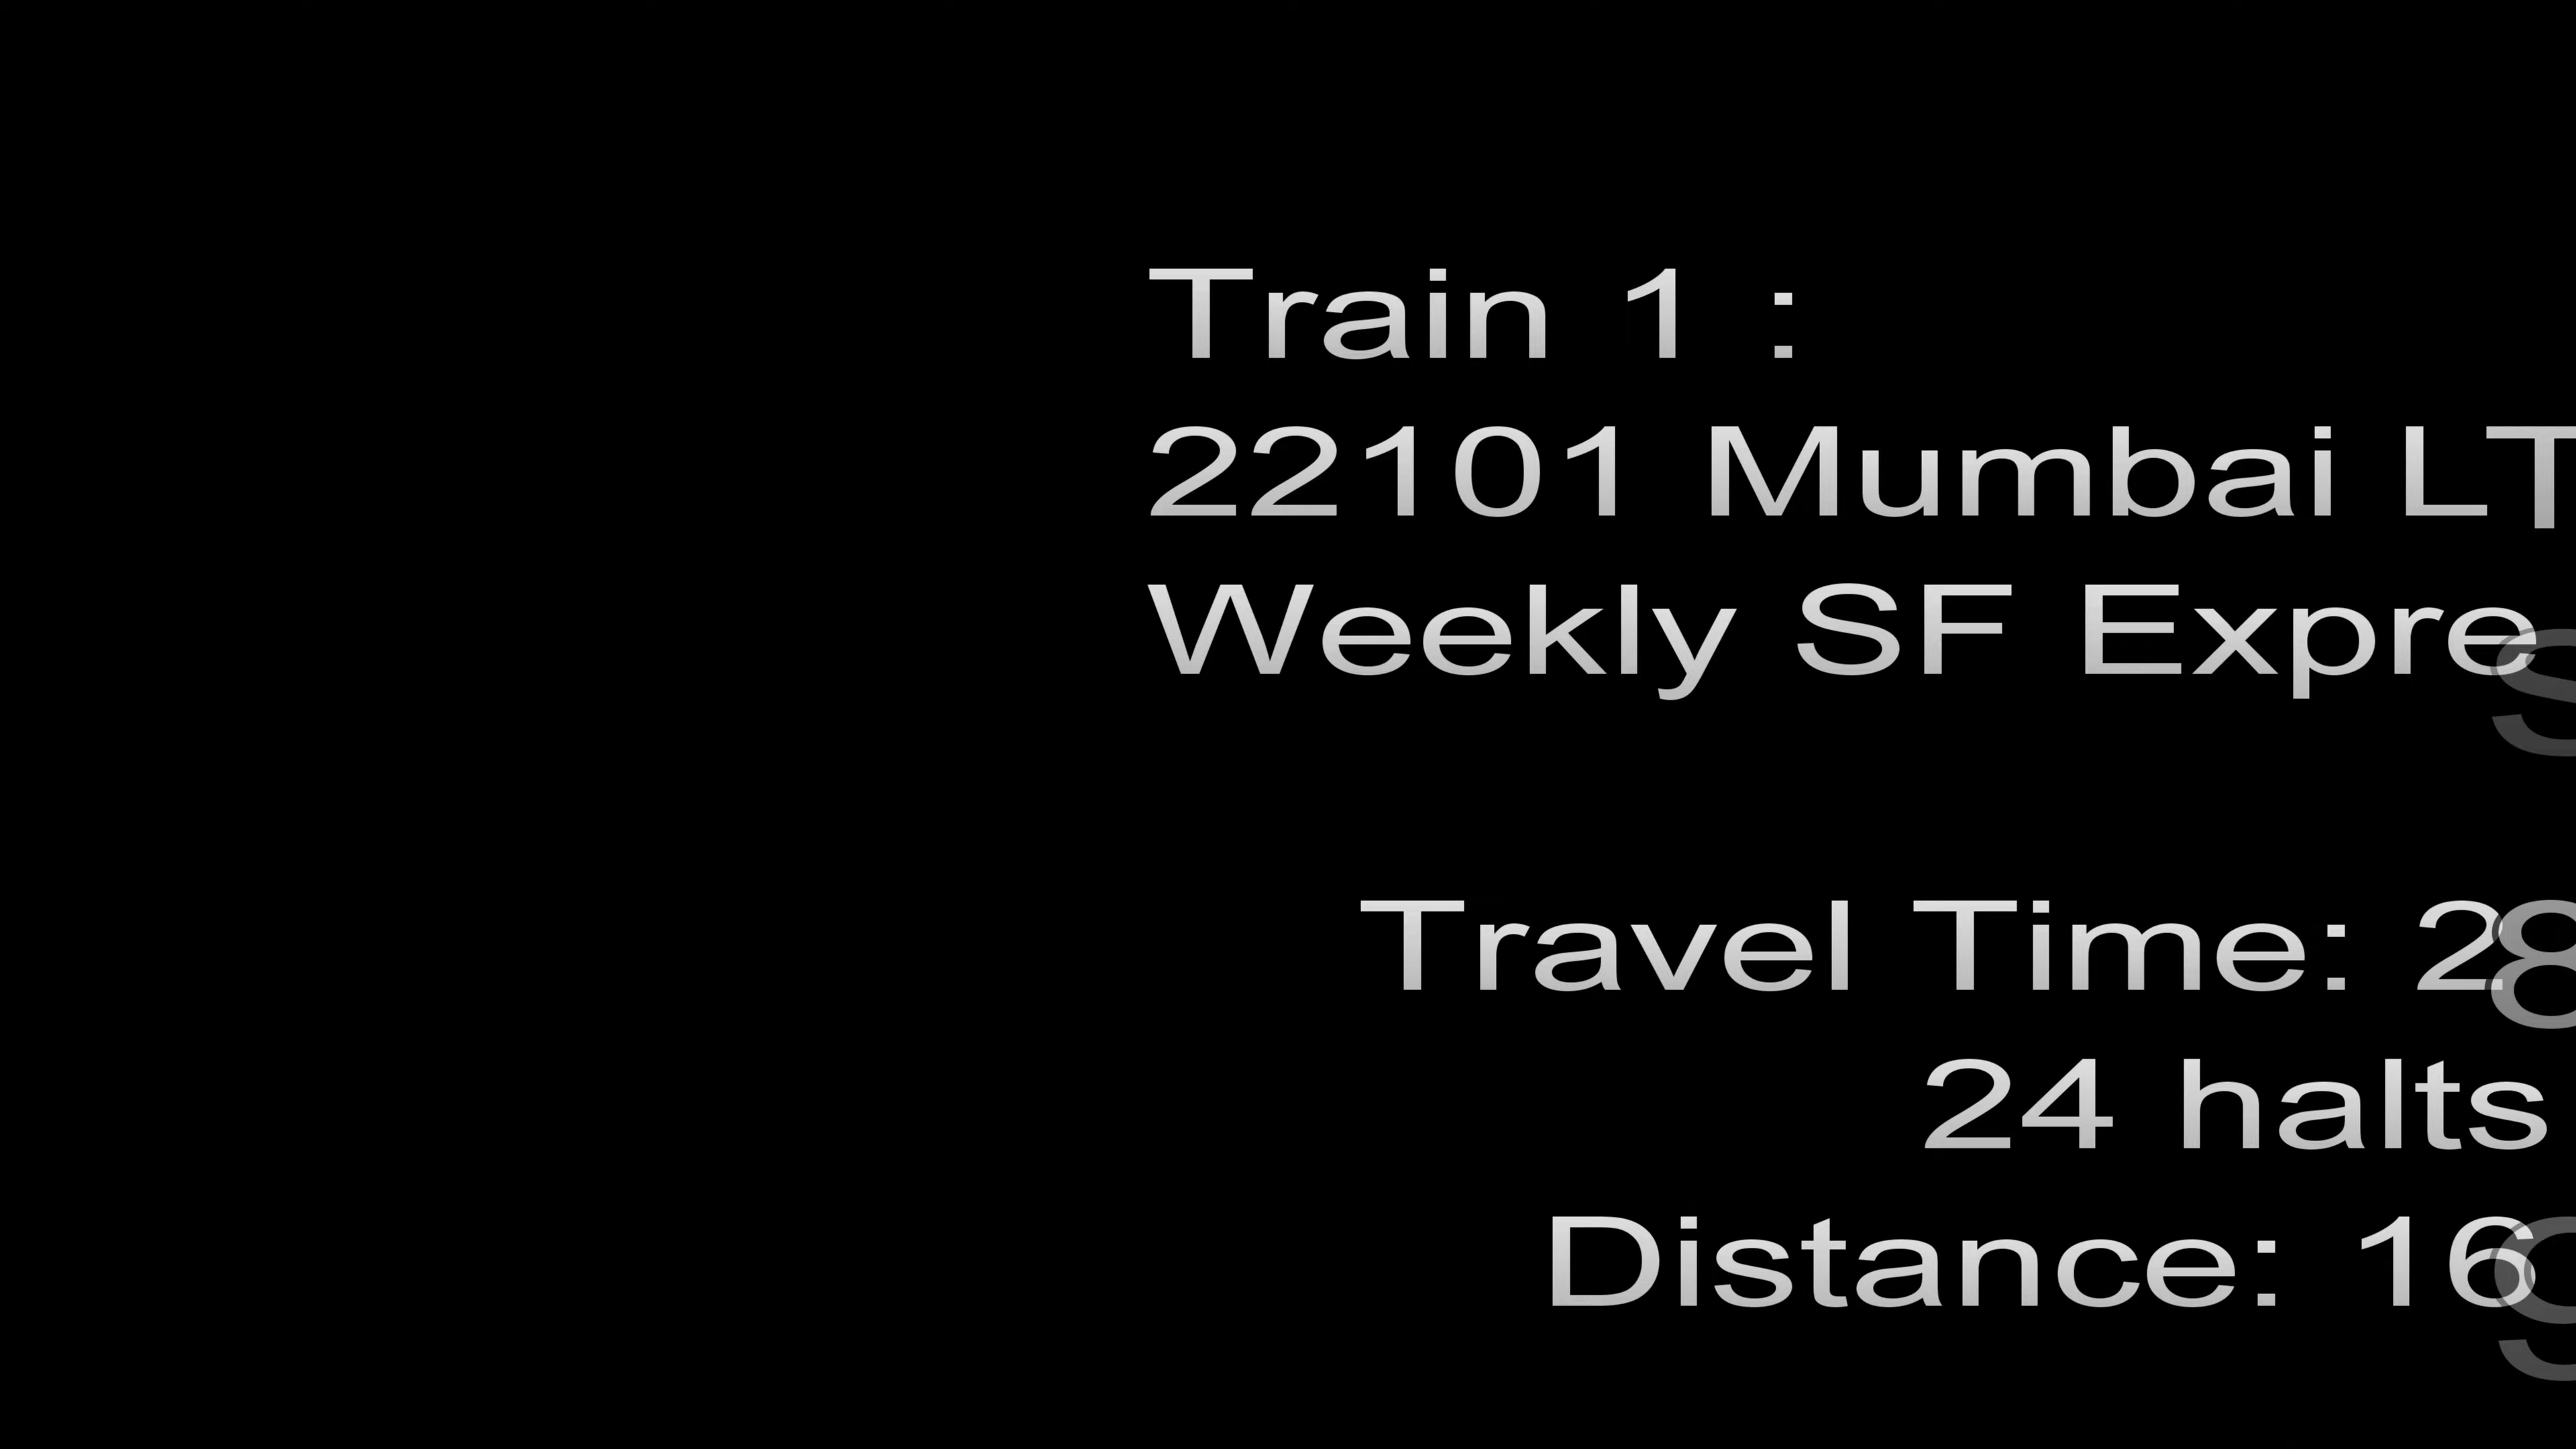 Train 1 :
22101 Mumbai LT
Weekly SF Expre
Travel Time: 28
24 halts
Distance: 16